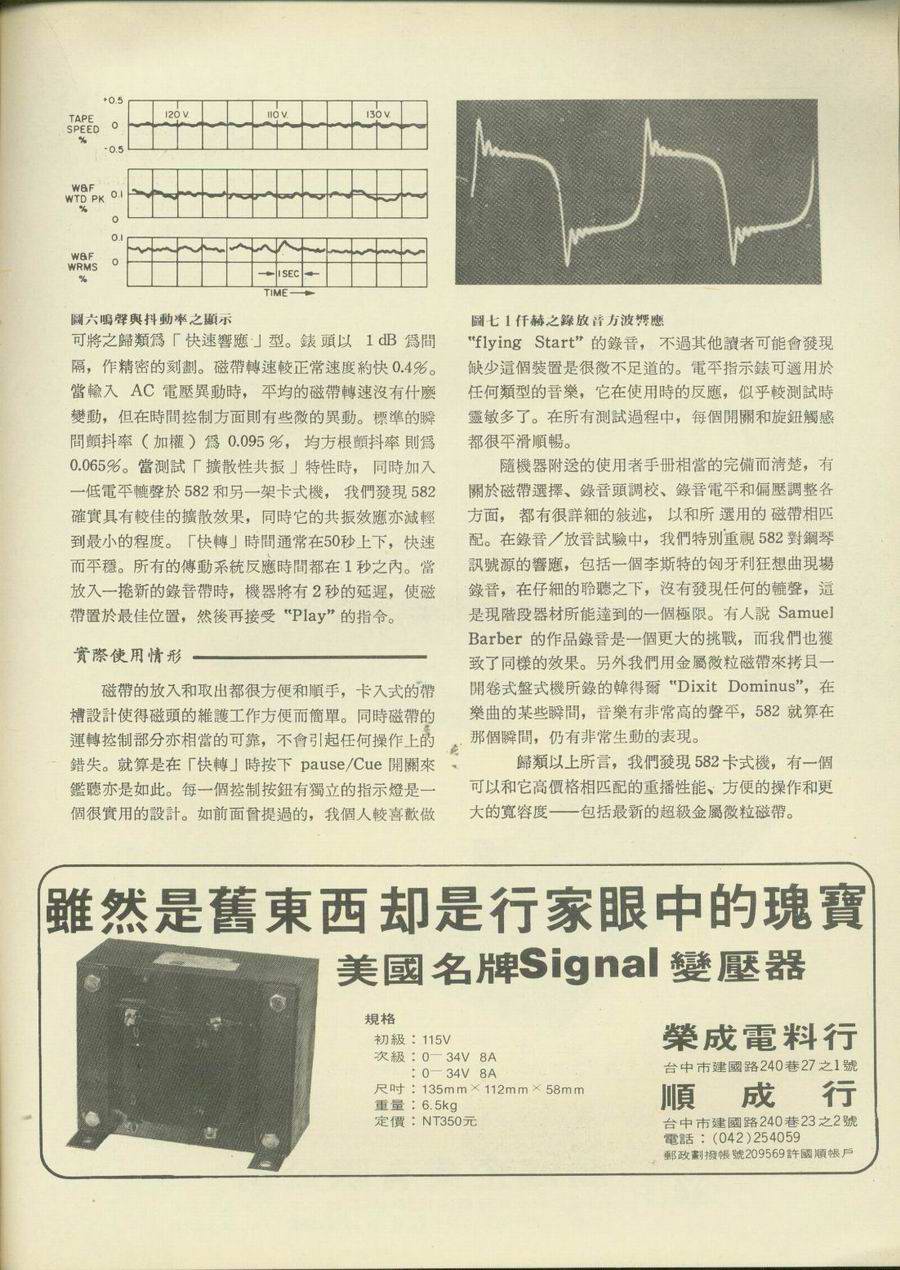 +0.5
TAPE
SPEED 0
%
-0.5
120 V. 110 V. 130 V.
W&F
WTD PK 0.1
%
0
0.1
W&F
WRMS 0
%
1 SEC
TIME
圖六鳴聲與抖動率之顯示
可將之歸類為「快速響應」型。錶頭以 1 dB 為間
隔，作精密的刻劃。磁帶轉速較正常速度約快 0.4％。
當輸入 AC 電壓異動時， 平均的磁帶轉速沒有什麼
變動，但在時間控制方面則有些微的異動。標準的瞬
間顫抖率（加權）為 0.095％， 均方根顫抖率則為
0.065％。當測試「擴散性共振」特性時， 同時加入
一低電平轆聲於 582 和另一架卡式機， 我們發現 582
確實具有較佳的擴散效果，同時它的共振效應亦減輕
到最小的程度。「快轉」時間通常在50秒上下，快速
而平穩。所有的傳動系統反應時間都在 1 秒之內。當
放入一捲新的錄音帶時，機器將有 2 秒的延遲，使磁
帶置於最佳位置，然後再接受 “Play” 的指令。
實際使用情形
磁帶的放入和取出都很方便和順手，卡入式的帶
槽設計使得磁頭的維護工作方便而簡單。同時磁帶的
運轉控制部分亦相當的可靠，不會引起任何操作上的
錯失。就算是在「快轉」時按下 pause/Cue 開關來
鑑聽亦是如此。每一個控制按鈕有獨立的指示燈是一
個很實用的設計。如前面曾提過的，我個人較喜歡做
圖七 1 仟赫之錄放音方波響應
“flying Start” 的錄音， 不過其他讀者可能會發現
缺少這個裝置是很微不足道的。電平指示錶可適用於
任何類型的音樂，它在使用時的反應，似乎較測試時
靈敏多了。在所有測試過程中，每個開關和旋鈕觸感
都很平滑順暢。
隨機器附送的使用者手冊相當的完備而清楚，有
關於磁帶選擇、錄音頭調校、錄音電平和偏壓調整各
方面， 都有很詳細的敍述， 以和所選用的磁帶相匹
配。在錄音／放音試驗中，我們特別重視 582 對鋼琴
訊號源的響應，包括一個李斯特的匈牙利狂想曲現場
錄音，在仔細的聆聽之下，沒有發現任何的轆聲，這
是現階段器材所能達到的一個極限。有人說 Samuel
Barber 的作品錄音是一個更大的挑戰，而我們也獲
致了同樣的效果。另外我們用金屬微粒磁帶來拷貝一
開卷式盤式機所錄的韓得爾 “Dixit Dominus”，在
樂曲的某些瞬間，音樂有非常高的聲平，582 就算在
那個瞬間，仍有非常生動的表現。
歸類以上所言，我們發現 582 卡式機，有一個
可以和它高價格相匹配的重播性能、方便的操作和更
大的寬容度——包括最新的超級金屬微粒磁帶。
雖然是舊東西却是行家眼中的瑰寶
美國名牌Signal變壓器
規格
初級：115V
次級：0－34V 8A
：0－34V 8A
尺吋：135mm×112mm×58mm
重量：6.5kg
定價：NT350元
榮成電料行
台中市建國路240巷27之1號
順成行
台中市建國路240巷23之2號
電話：(042)254059
郵政劃撥帳號209569許國順帳戶